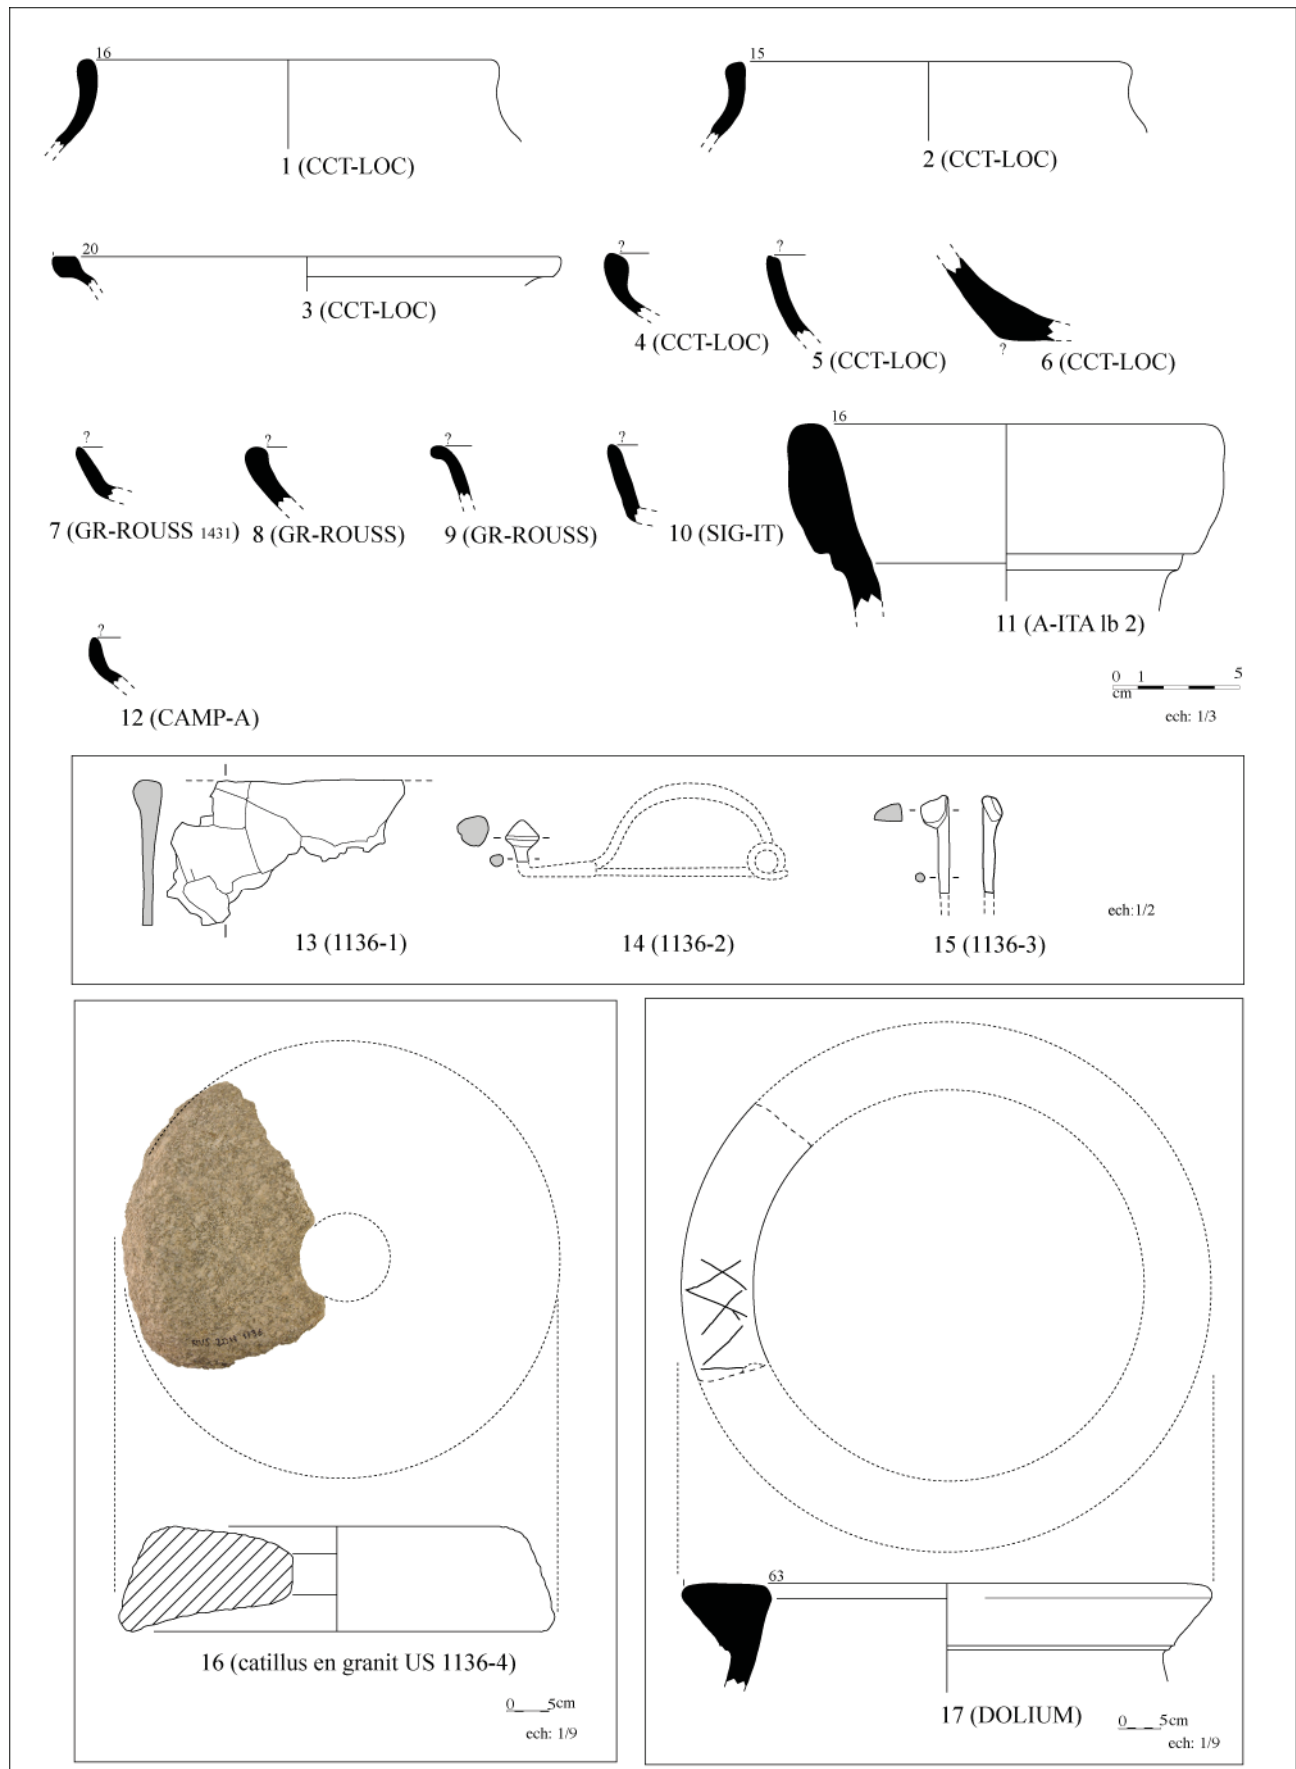 16
15
1 (CCT-LOC)
2 (CCT-LOC)
20
?
?
3 (CCT-LOC)
4 (CCT-LOC)
5 (CCT-LOC)
?
6 (CCT-LOC)
?
?
?
?
16
7 (GR-ROUSS 1431)
8 (GR-ROUSS)
9 (GR-ROUSS)
10 (SIG-IT)
11 (A-ITA lb 2)
?
12 (CAMP-A)
0 1 5
cm
ech: 1/3
13 (1136-1)
14 (1136-2)
15 (1136-3)
ech:1/2
1136
16 (catillus en granit US 1136-4)
0 5cm
ech: 1/9
63
17 (DOLIUM)
0 5cm
ech: 1/9